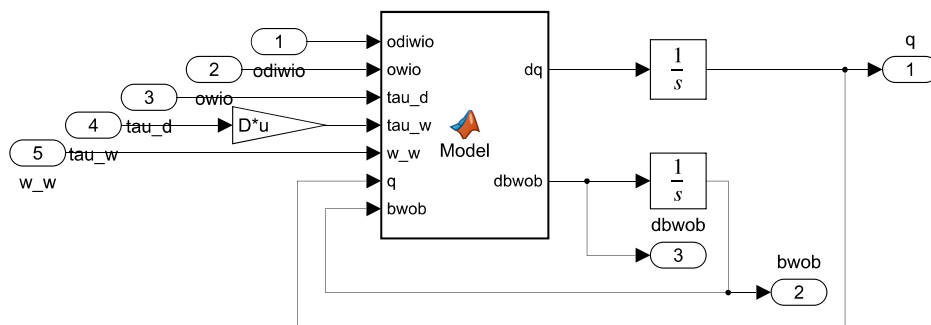 1
odiwio
2
owio
3
tau_d
4
tau_w
5
w_w
D*u
odiwio
owio
tau_d
tau_w
w_w
q
bwob
Model
dq
dbwob
1
s
1
s
q
1
dbwob
3
bwob
2